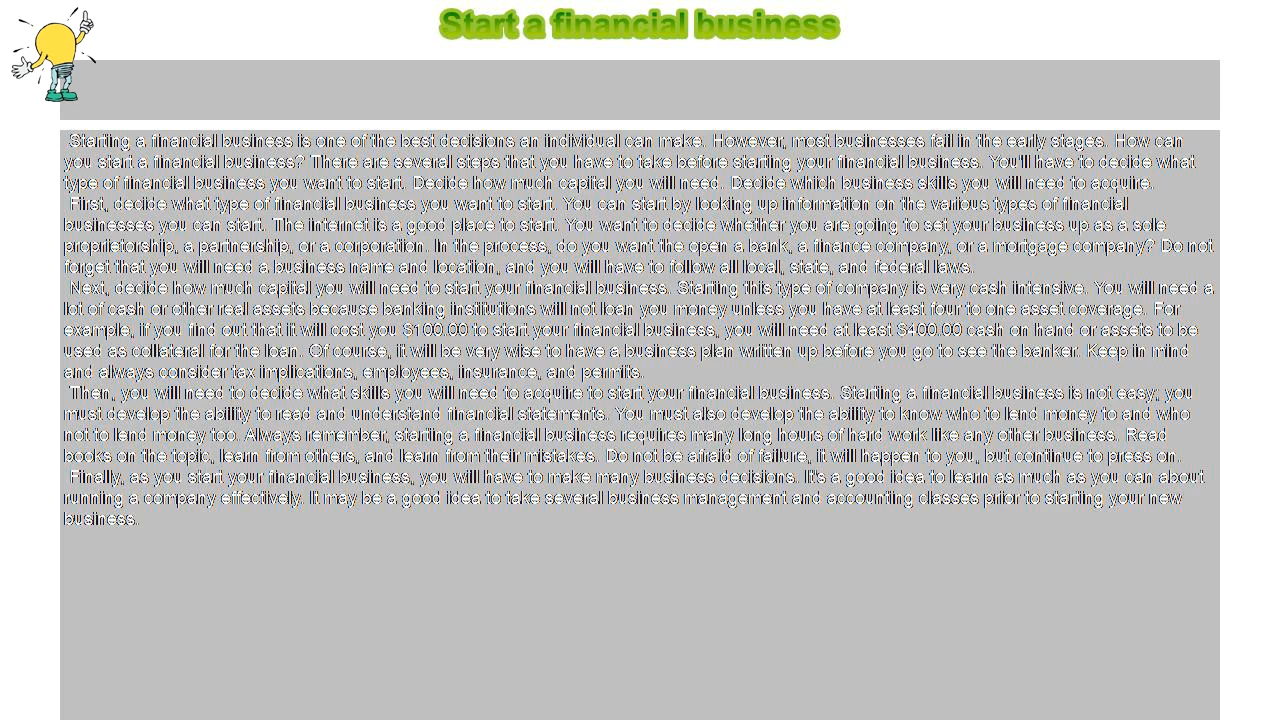 Start a financial business
Starting a financial business is one of the best decisions an individual can make. However, most businesses fail in the early stages. How can
you start a financial business? There are several steps that you have to take before starting your financial business. You'll have to decide what
type of financial business you want to start. Decide how much capital you will need. Decide which business skills you will need to acquire.
First, decide what type of financial business you want to start. You can start by looking up information on the various types of financial
businesses you can start. The internet is a good place to start. You want to decide whether you are going to set your business up as a sole
proprietorship, a partnership, or a corporation. In the process, do you want the open a bank, a finance company, or a mortgage company? Do not
forget that you will need a business name and location, and you will have to follow all local, state, and federal laws.
Next, decide how much capital you will need to start your financial business. Starting this type of company is very cash intensive. You will need a
lot of cash or other real assets because banking institutions will not loan you money unless you have at least four to one asset coverage. For
example, if you find out that it will cost you $100.00 to start your financial business, you will need at least $400.00 cash on hand or assets to be
used as collateral for the loan. Of course, it will be very wise to have a business plan written up before you go to see the banker. Keep in mind
and always consider tax implications, employees, insurance, and permits.
Then, you will need to decide what skills you will need to acquire to start your financial business. Starting a financial business is not easy; you
must develop the ability to read and understand financial statements. You must also develop the ability to know who to lend money to and who
not to lend money too. Always remember, starting a financial business requires many long hours of hard work like any other business. Read
books on the topic, learn from others, and learn from their mistakes. Do not be afraid of failure, it will happen to you, but continue to press on.
Finally, as you start your financial business, you will have to make many business decisions. It's a good idea to learn as much as you can about
running a company effectively. It may be a good idea to take several business management and accounting classes prior to starting your new
business.